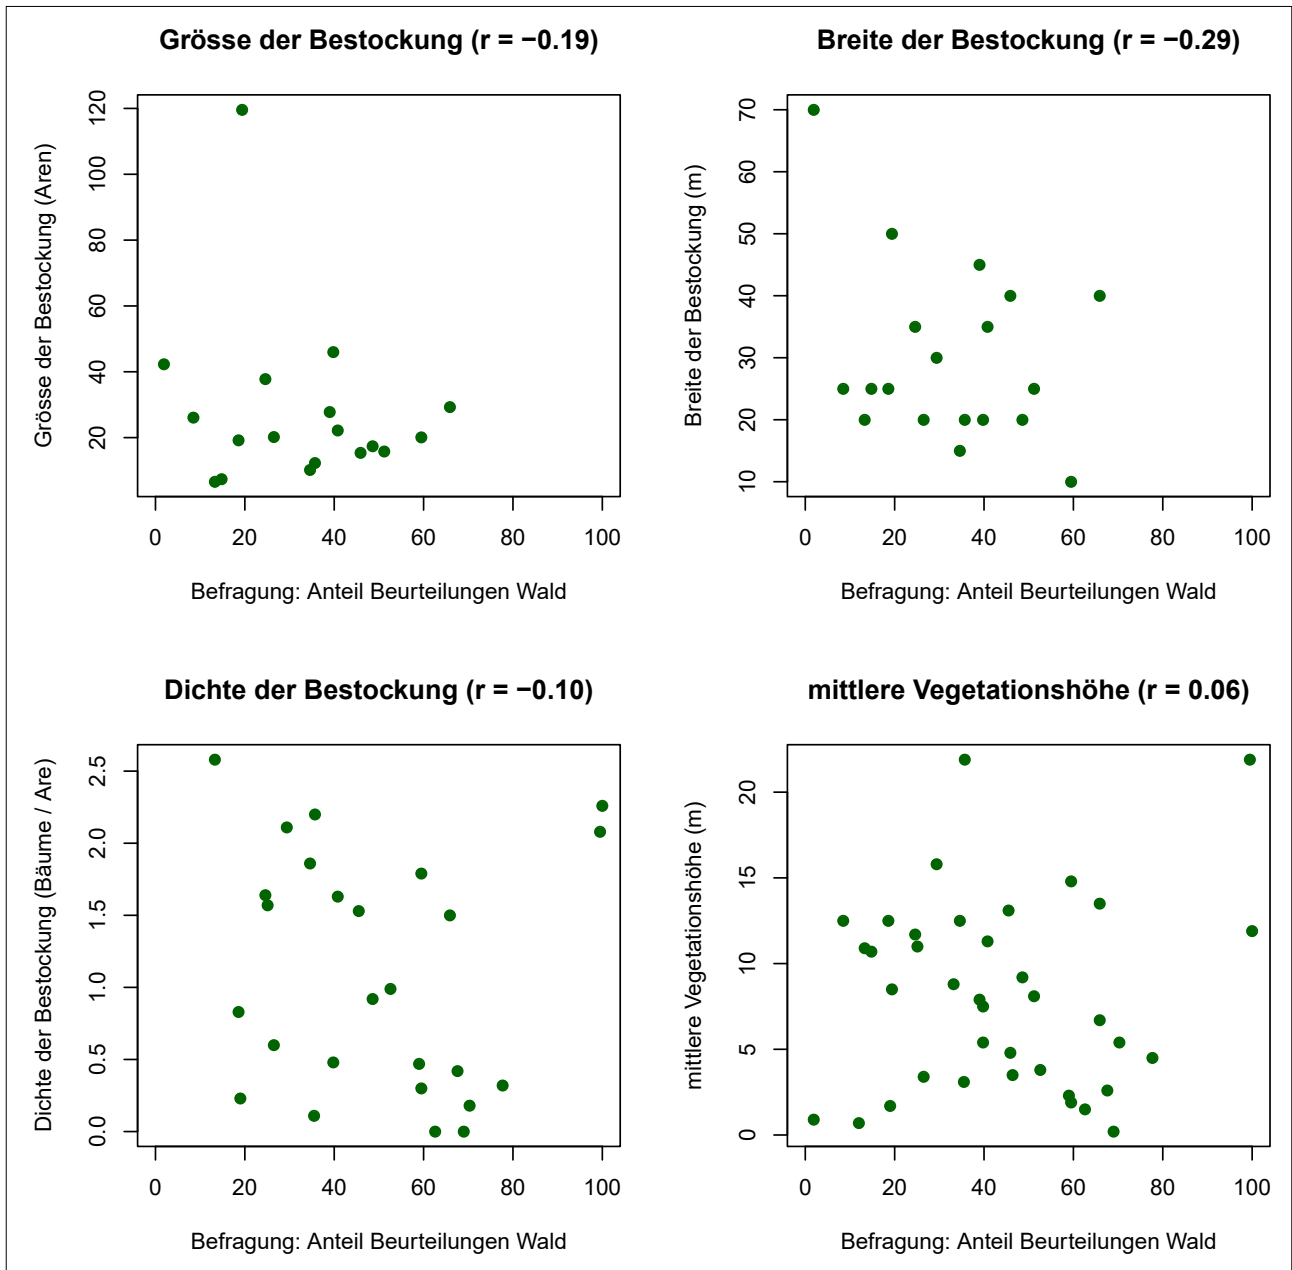 Grösse der Bestockung (r = −0.19)
Grösse der Bestockung (Aren)
120
100
80
60
40
20
0 20 40 60 80 100
Befragung: Anteil Beurteilungen Wald
Breite der Bestockung (r = −0.29)
Breite der Bestockung (m)
70
60
50
40
30
20
10
0 20 40 60 80 100
Befragung: Anteil Beurteilungen Wald
Dichte der Bestockung (r = −0.10)
Dichte der Bestockung (Bäume / Are)
2.5
2.0
1.5
1.0
0.5
0.0
0 20 40 60 80 100
Befragung: Anteil Beurteilungen Wald
mittlere Vegetationshöhe (r = 0.06)
mittlere Vegetationshöhe (m)
20
15
10
5
0
0 20 40 60 80 100
Befragung: Anteil Beurteilungen Wald